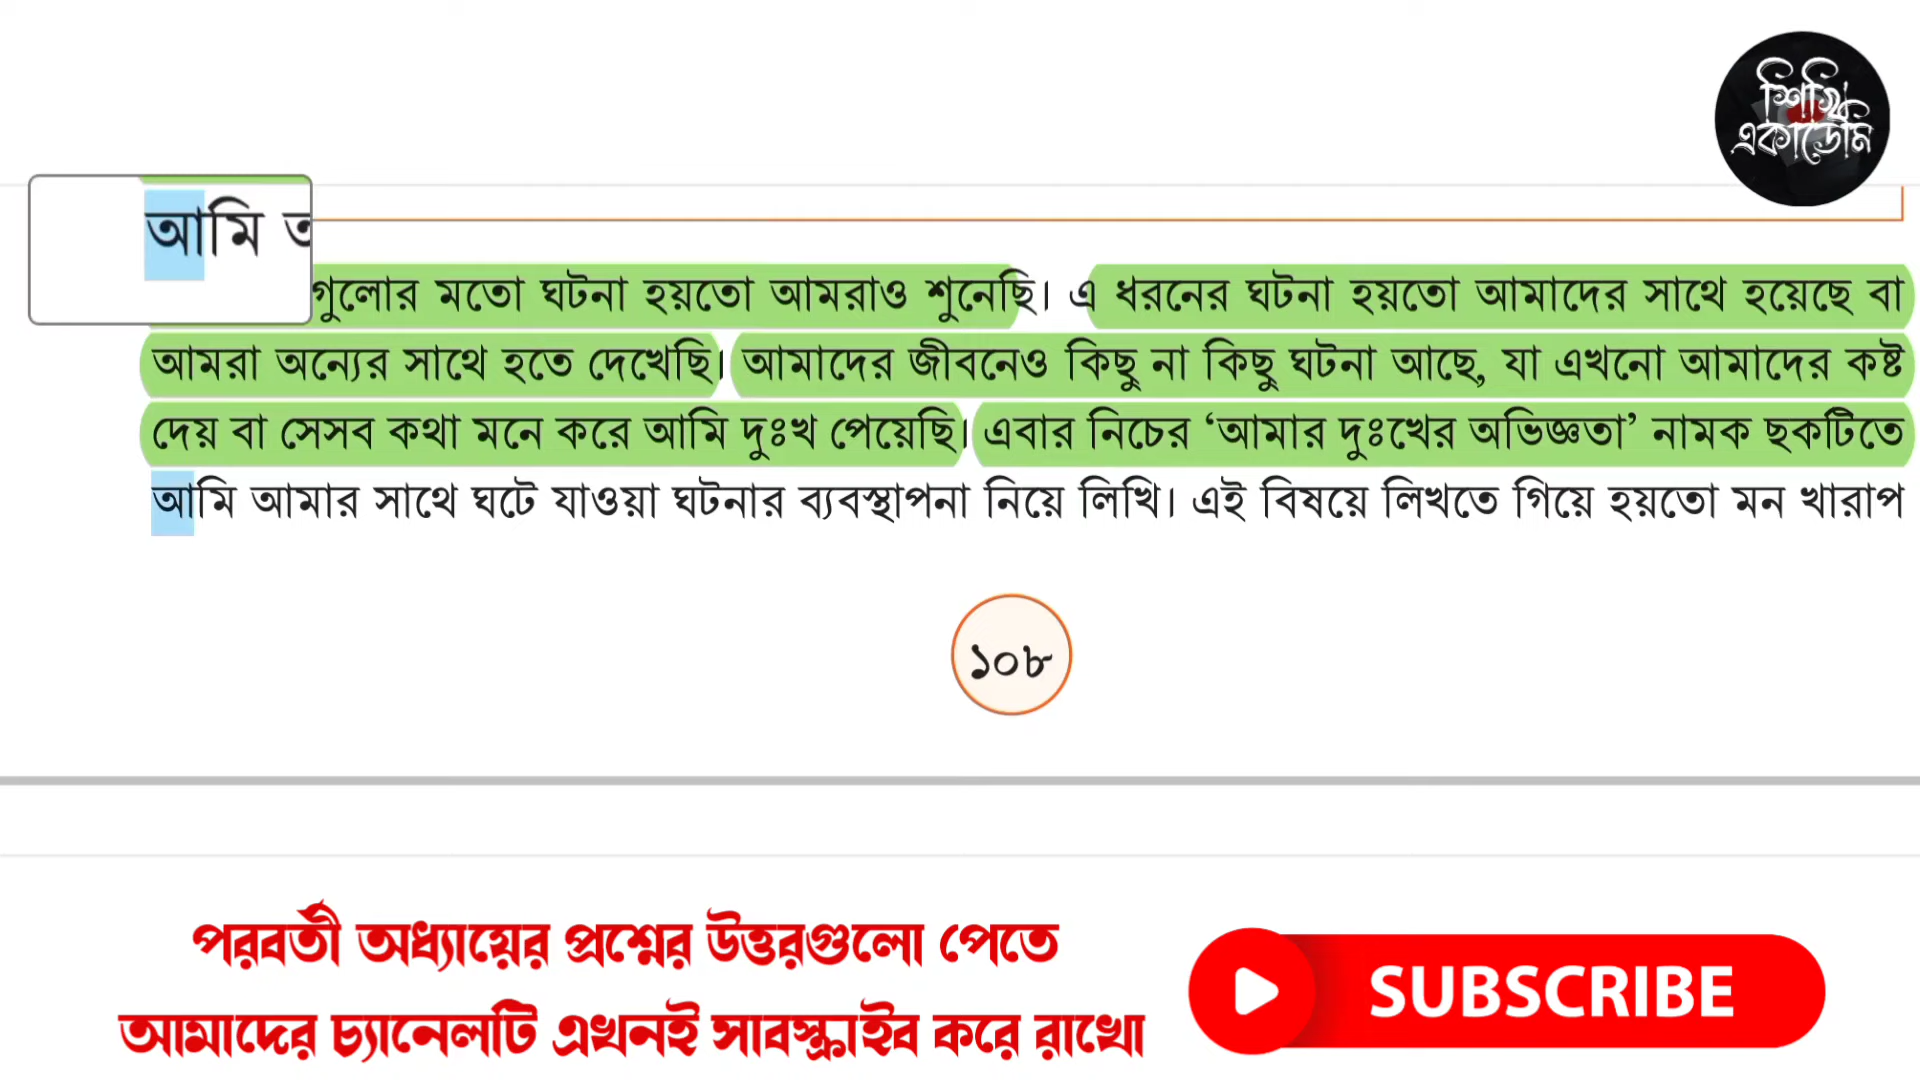 শিখি
একাডেমি
আমি ত
গুলোর মতো ঘটনা হয়তো আমরাও শুনেছি। এ ধরনের ঘটনা হয়তো আমাদের সাথে হয়েছে বা
আমরা অন্যের সাথে হতে দেখেছি। আমাদের জীবনেও কিছু না কিছু ঘটনা আছে, যা এখনো আমাদের কষ্ট
দেয় বা সেসব কথা মনে করে আমি দুঃখ পেয়েছি। এবার নিচের ‘আমার দুঃখের অভিজ্ঞতা’ নামক ছকটিতে
আমি আমার সাথে ঘটে যাওয়া ঘটনার ব্যবস্থাপনা নিয়ে লিখি। এই বিষয়ে লিখতে গিয়ে হয়তো মন খারাপ
১০৮
পরবর্তী অধ্যায়ের প্রশ্নের উত্তরগুলো পেতে
আমাদের চ্যানেলটি এখনই সাবস্ক্রাইব করে রাখো
SUBSCRIBE